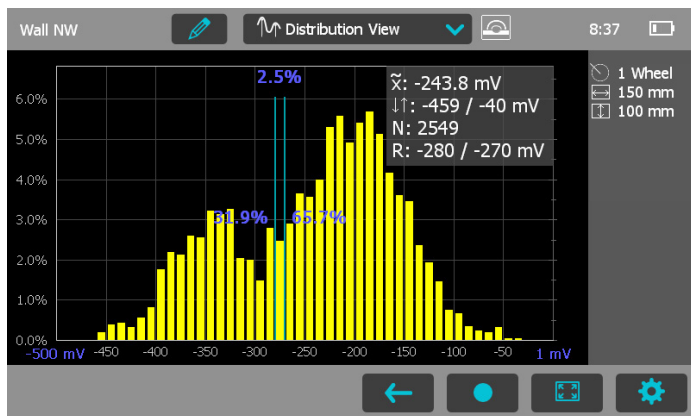 Wall NW
Distribution View
8:37
2.5%
x̃: -243.8 mV
↓↑: -459 / -40 mV
N: 2549
R: -280 / -270 mV
1 Wheel
150 mm
100 mm
6.0%
5.0%
4.0%
3.0%
31.9%
65.7%
2.0%
1.0%
0.0%
-500 mV
-450
-400
-350
-300
-250
-200
-150
-100
-50
1 mV